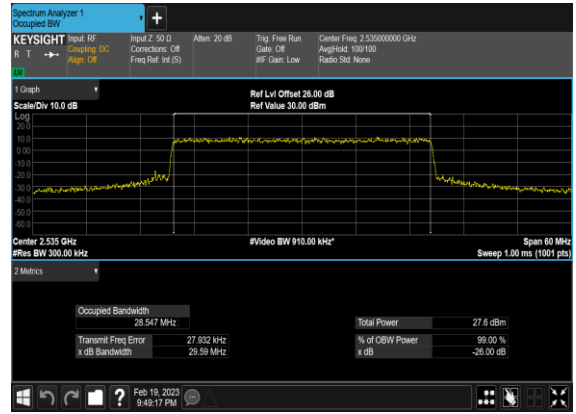 Spectrum Analyzer 1
Occupied BW
KEYSIGHT Input: RF Input Z: 50 Ω Atten: 20 dB Trig: Free Run Center Freq: 2.535000000 GHz
Coupling: DC Corrections: Off Gate: Off Avg|Hold: 100/100
R T Align: Off Freq Ref: Int (S) #IF Gain: Low Radio Std: None
1 Graph
Ref Lvl Offset 26.00 dB
Scale/Div 10.0 dB Ref Value 30.00 dBm
Log
20.0
10.0
0.00
-10.0
-20.0
-30.0
-40.0
-50.0
-60.0
Center 2.535 GHz #Video BW 910.00 kHz* Span 60 MHz
#Res BW 300.00 kHz Sweep 1.00 ms (1001 pts)
2 Metrics
Occupied Bandwidth
28.547 MHz Total Power 27.6 dBm
Transmit Freq Error 27.932 kHz % of OBW Power 99.00 %
x dB Bandwidth 29.59 MHz x dB -26.00 dB
? Feb 19, 2023
9:49:17 PM